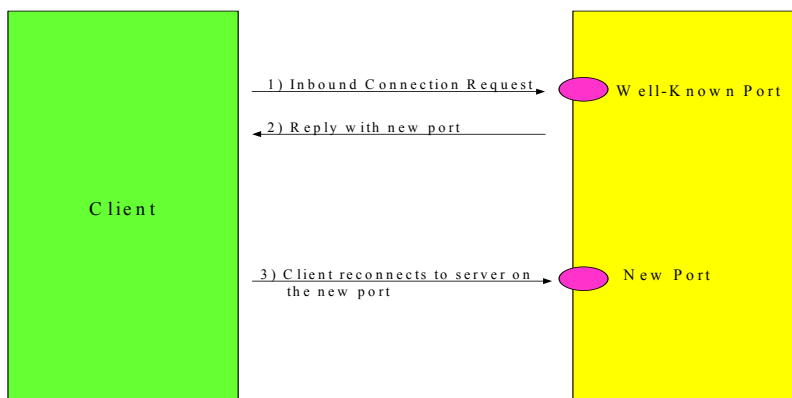 1) Inbound Connection Request
Well-Known Port
2) Reply with new port
Client
3) Client reconnects to server on
the new port
New Port